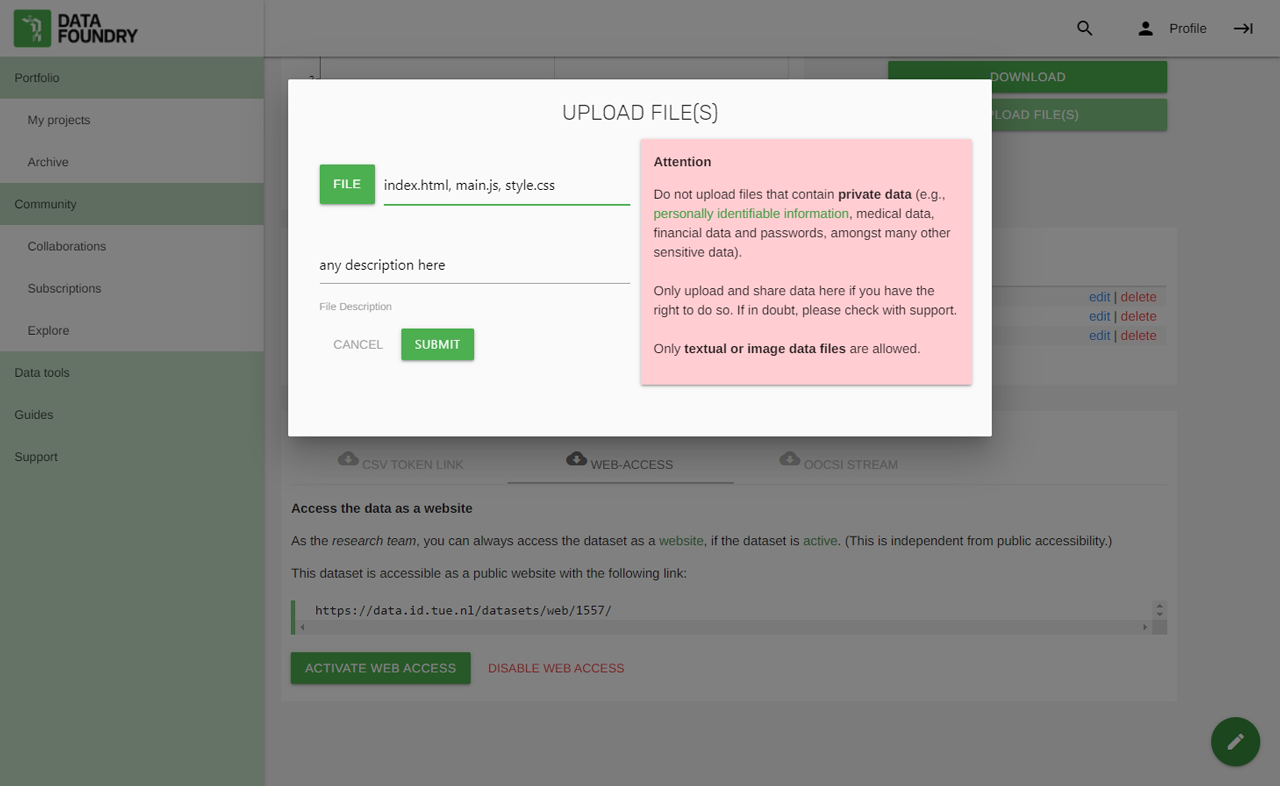 DATA
FOUNDRY
Profile
Portfolio
My projects
Archive
Community
Collaborations
Subscriptions
Explore
Data tools
Guides
Support
DOWNLOAD
LOAD FILE(S)
UPLOAD FILE(S)
FILE
index.html, main.js, style.css
any description here
File Description
CANCEL
SUBMIT
Attention
Do not upload files that contain private data (e.g.,
personally identifiable information, medical data,
financial data and passwords, amongst many other
sensitive data).
Only upload and share data here if you have the
right to do so. If in doubt, please check with support.
Only textual or image data files are allowed.
edit | delete
edit | delete
edit | delete
CSV TOKEN LINK
WEB-ACCESS
OOCSI STREAM
Access the data as a website
As the research team, you can always access the dataset as a website, if the dataset is active. (This is independent from public accessibility.)
This dataset is accessible as a public website with the following link:
https://data.id.tue.nl/datasets/web/1557/
ACTIVATE WEB ACCESS
DISABLE WEB ACCESS